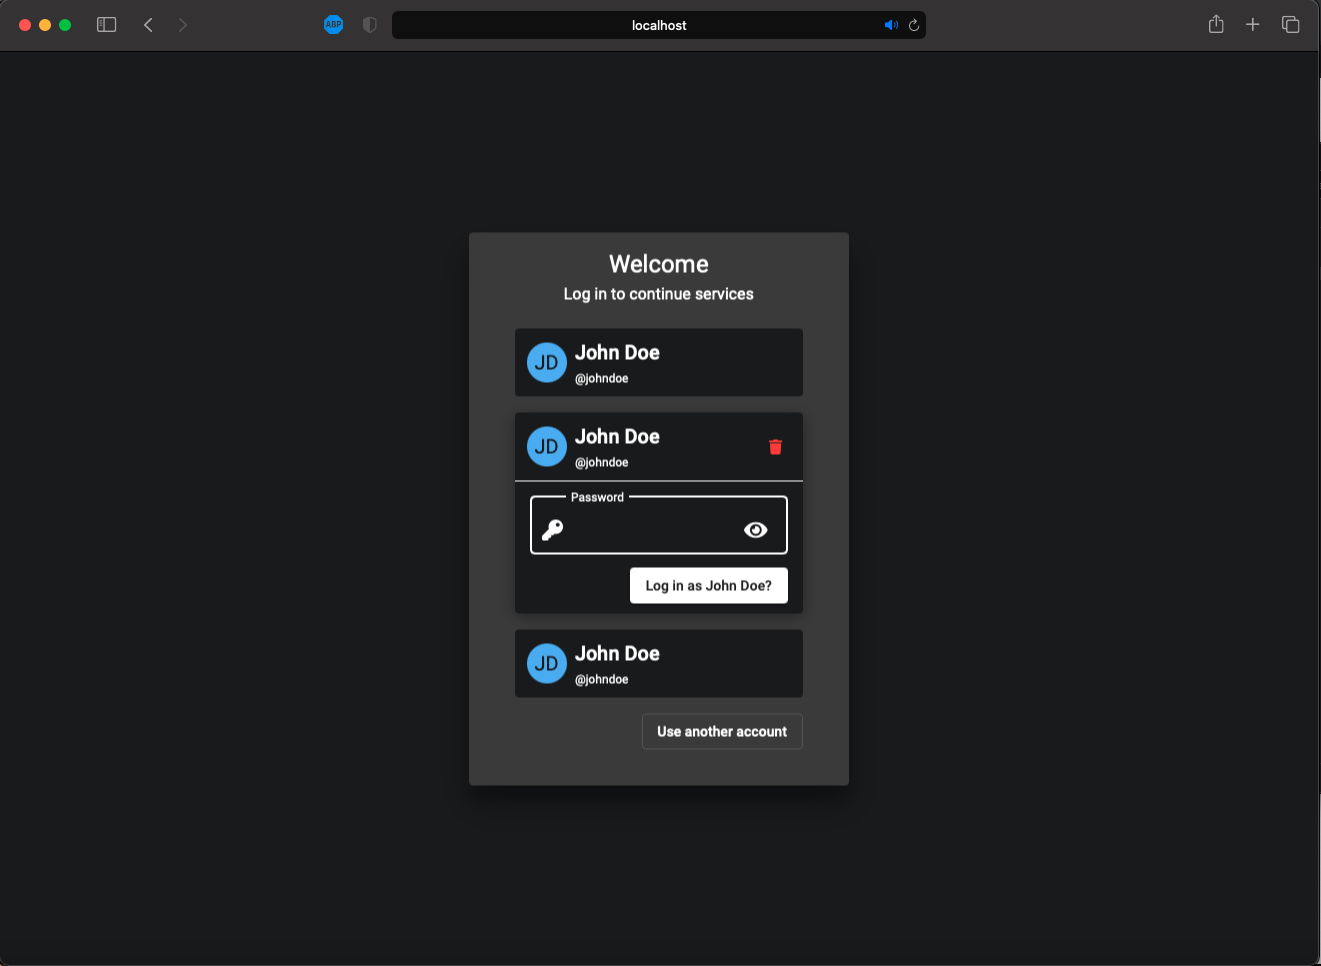 ABP
localhost
Welcome
Log in to continue services
JD
John Doe
@johndoe
JD
John Doe
@johndoe
Password
Log in as John Doe?
JD
John Doe
@johndoe
Use another account